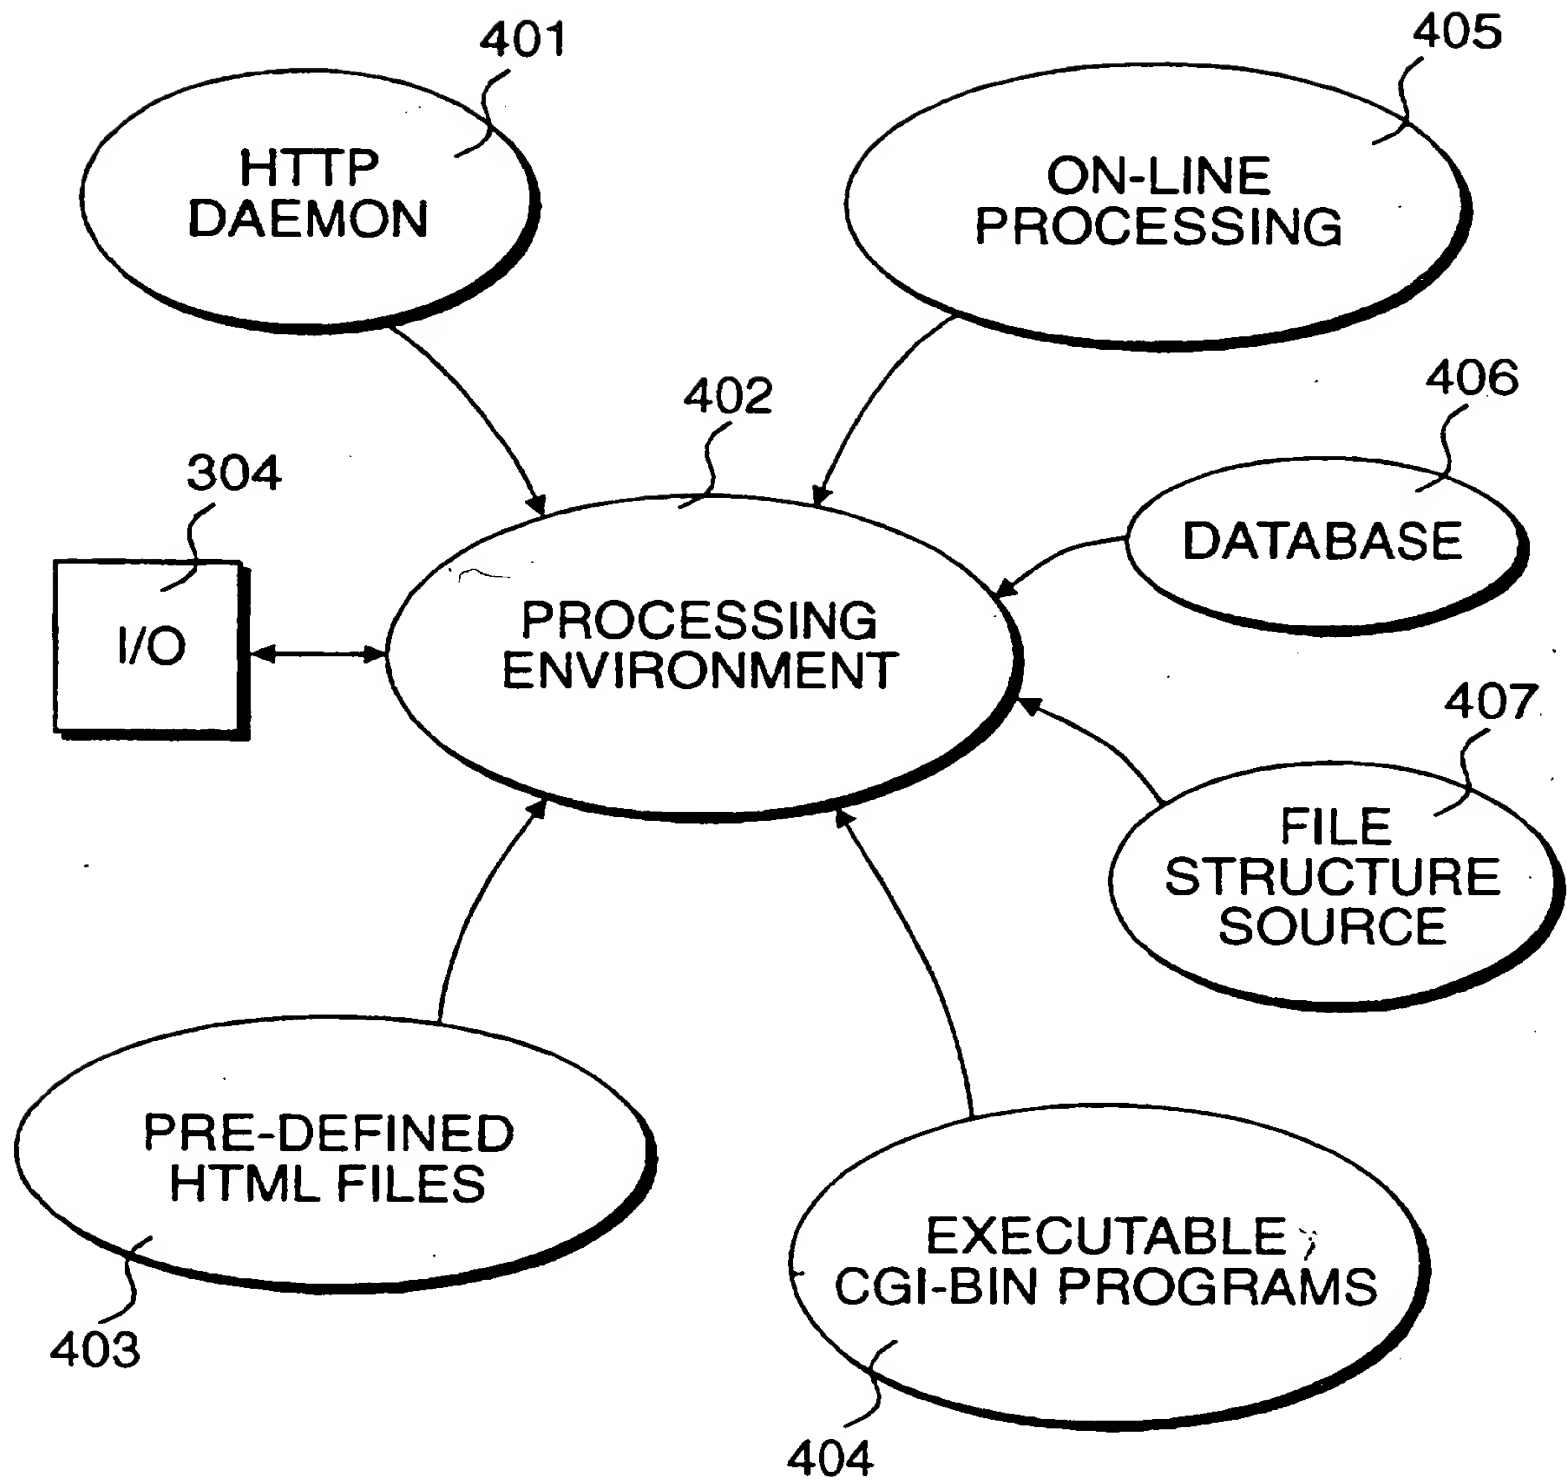 401
HTTP
DAEMON
405
ON-LINE
PROCESSING
402
406
DATABASE
304
I/O
PROCESSING
ENVIRONMENT
407
FILE
STRUCTURE
SOURCE
PRE-DEFINED
HTML FILES
403
EXECUTABLE
CGI-BIN PROGRAMS
404